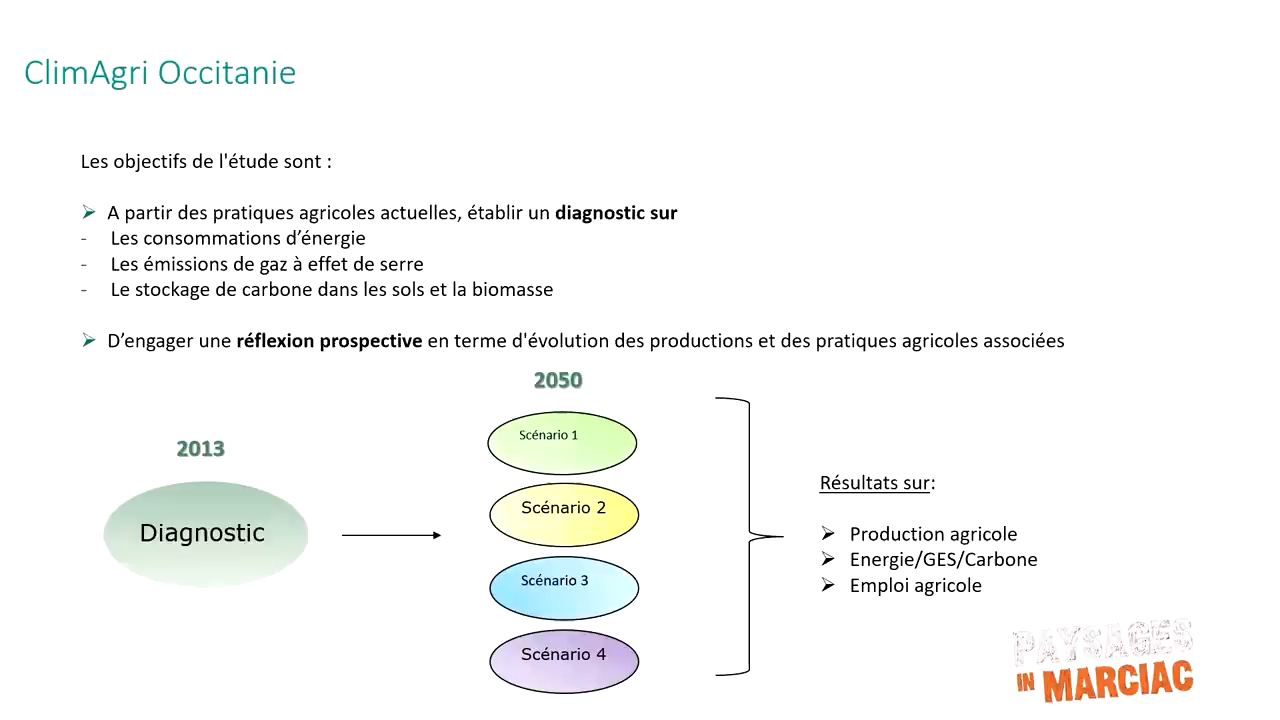 ClimAgri Occitanie
Les objectifs de l'étude sont :
A partir des pratiques agricoles actuelles, établir un diagnostic sur
- Les consommations d’énergie
- Les émissions de gaz à effet de serre
- Le stockage de carbone dans les sols et la biomasse
D’engager une réflexion prospective en terme d'évolution des productions et des pratiques agricoles associées
2013
Diagnostic
2050
Scénario 1
Scénario 2
Scénario 3
Scénario 4
Résultats sur:
Production agricole
Energie/GES/Carbone
Emploi agricole
PAYSAGES
IN MARCIAC